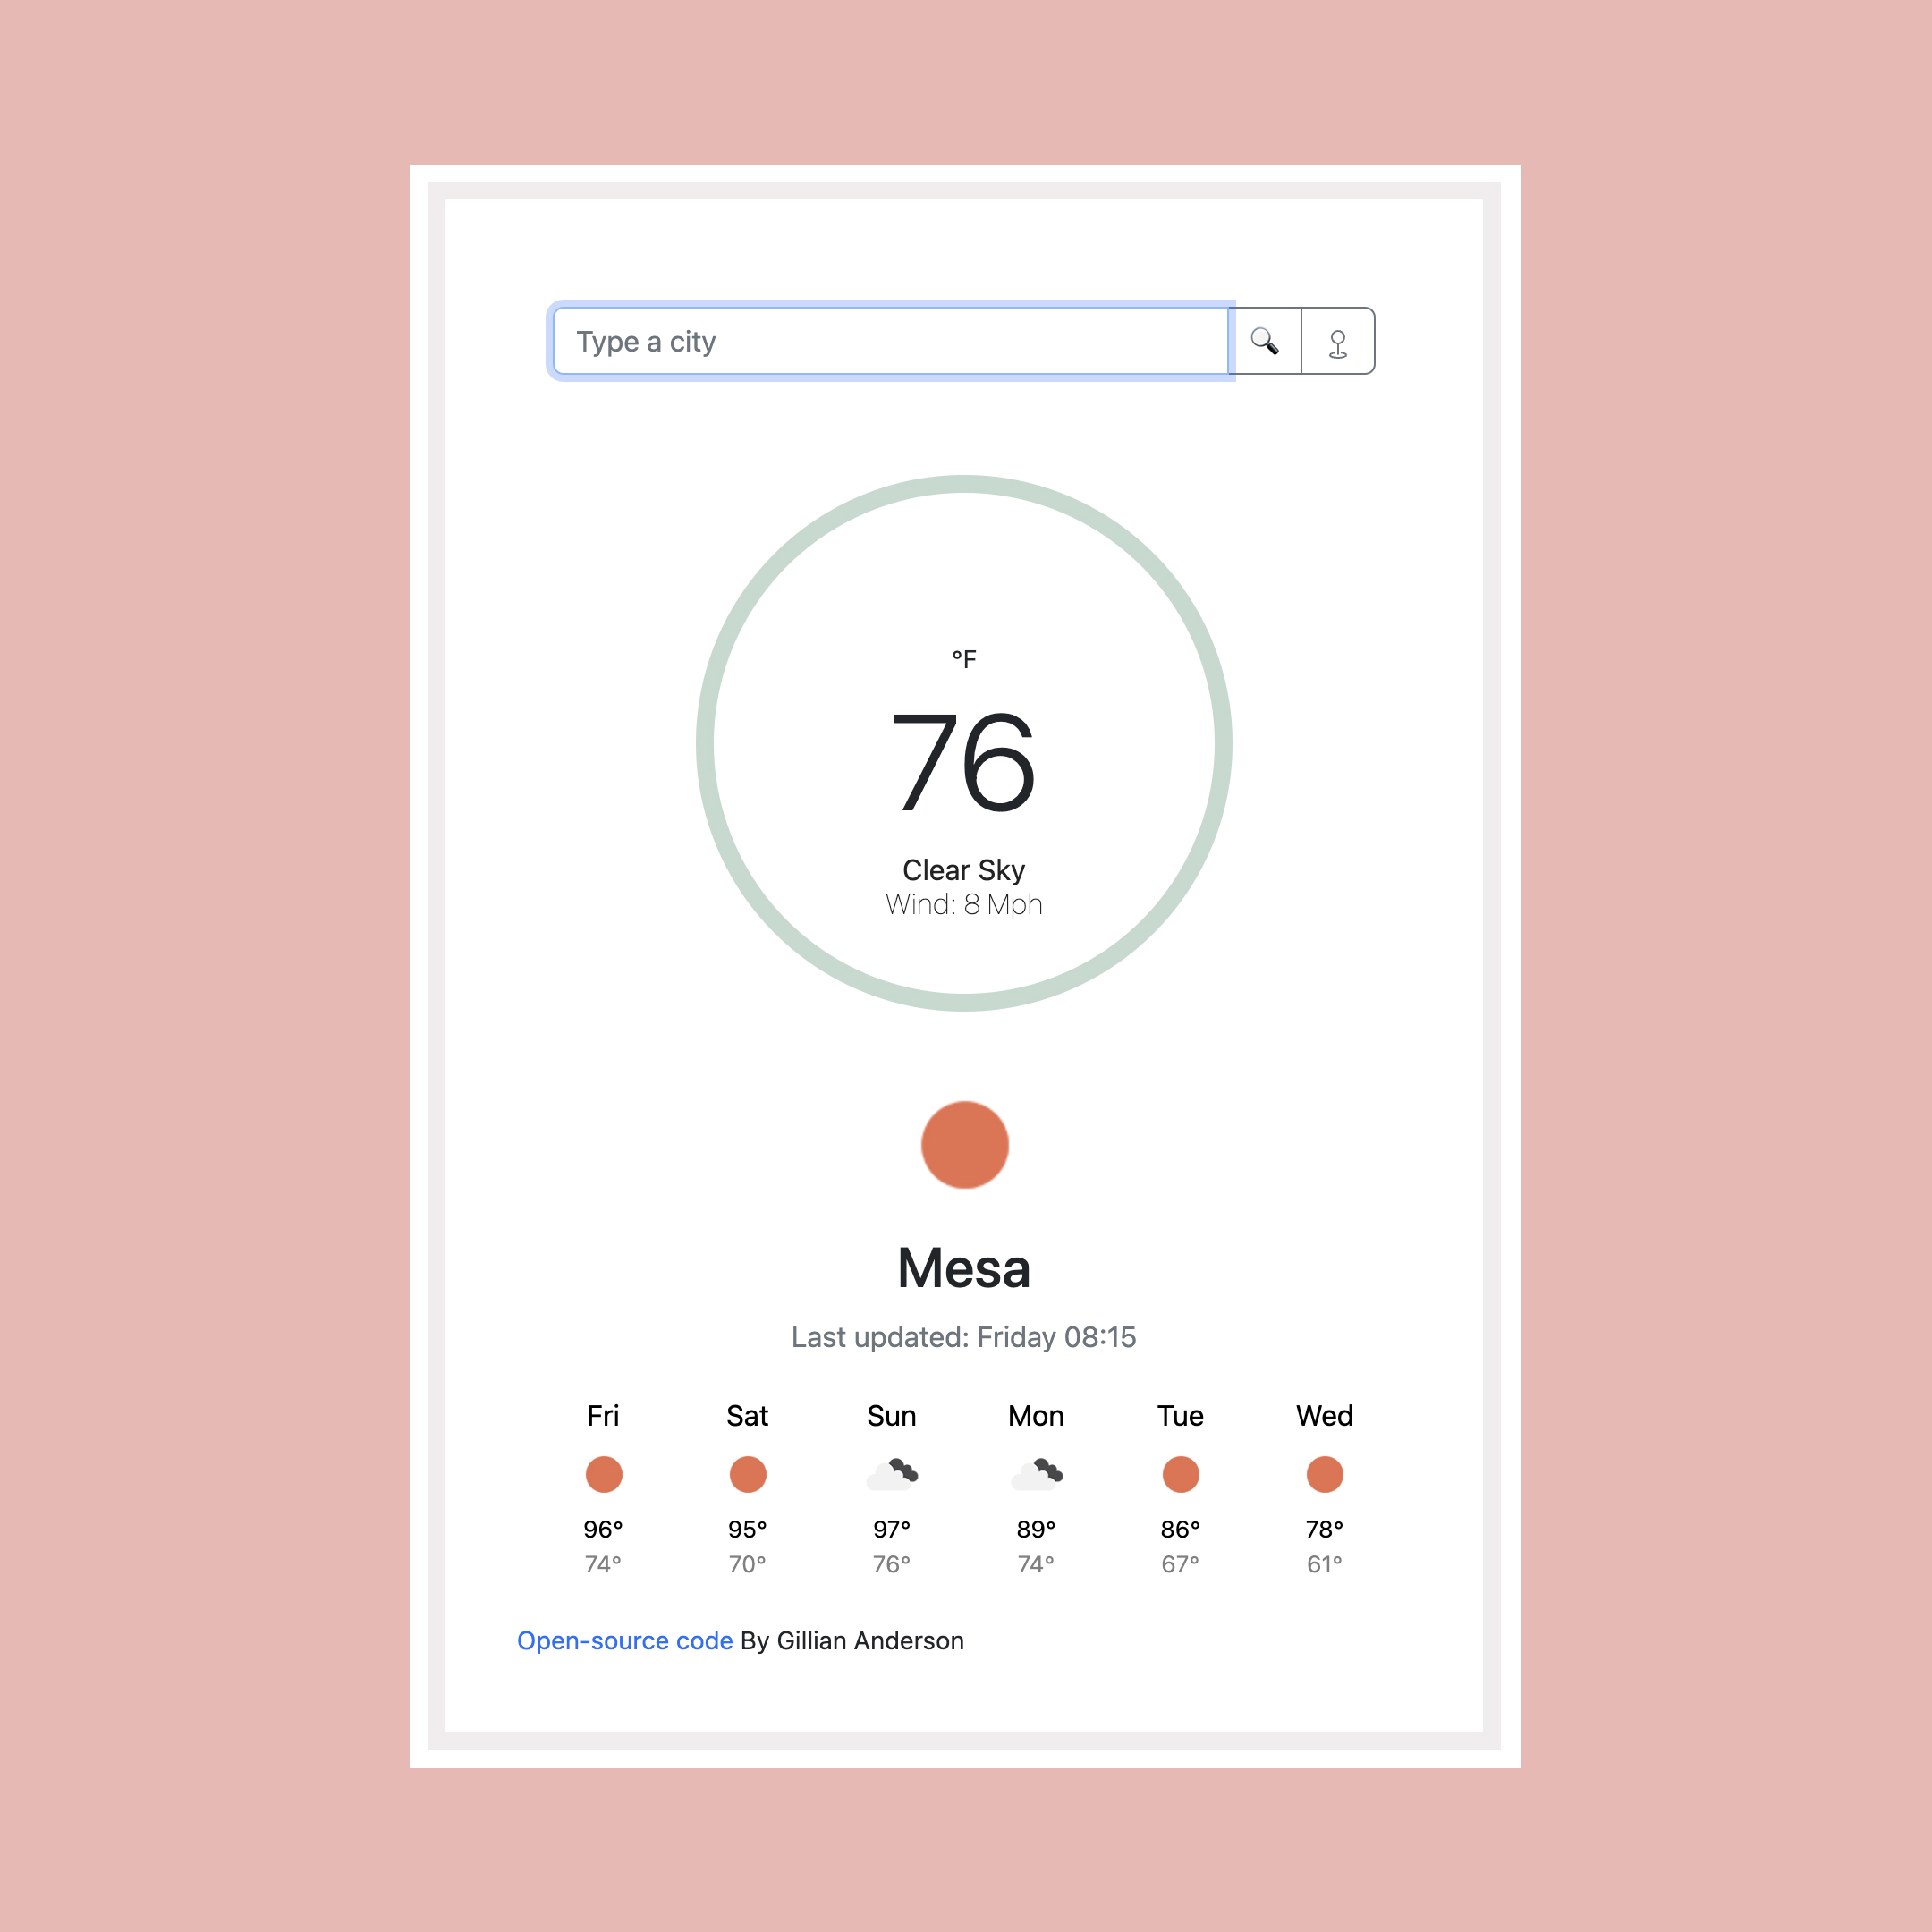 Type a city
°F
76
Clear Sky
Wind: 8 Mph
Mesa
Last updated: Friday 08:15
Fri Sat Sun Mon Tue Wed
96° 95° 97° 89° 86° 78°
74° 70° 76° 74° 67° 61°
Open-source code By Gillian Anderson